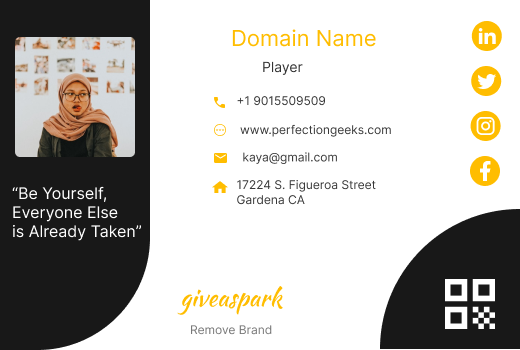 Domain Name
Player
+1 9015509509
www.perfectiongeeks.com
kaya@gmail.com
17224 S. Figueroa Street
Gardena CA
“Be Yourself,
Everyone Else
is Already Taken”
in
giveaspark
Remove Brand